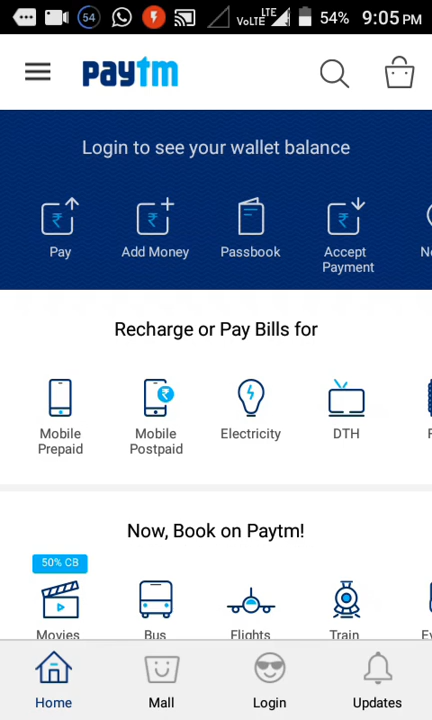 54 VoLTE LTE 54% 9:05 PM
paytm
Login to see your wallet balance
Pay Add Money Passbook Accept Payment
Recharge or Pay Bills for
Mobile Prepaid Mobile Postpaid Electricity DTH
Now, Book on Paytm!
50% CB
Movies Bus Flights Train
Home Mall Login Updates